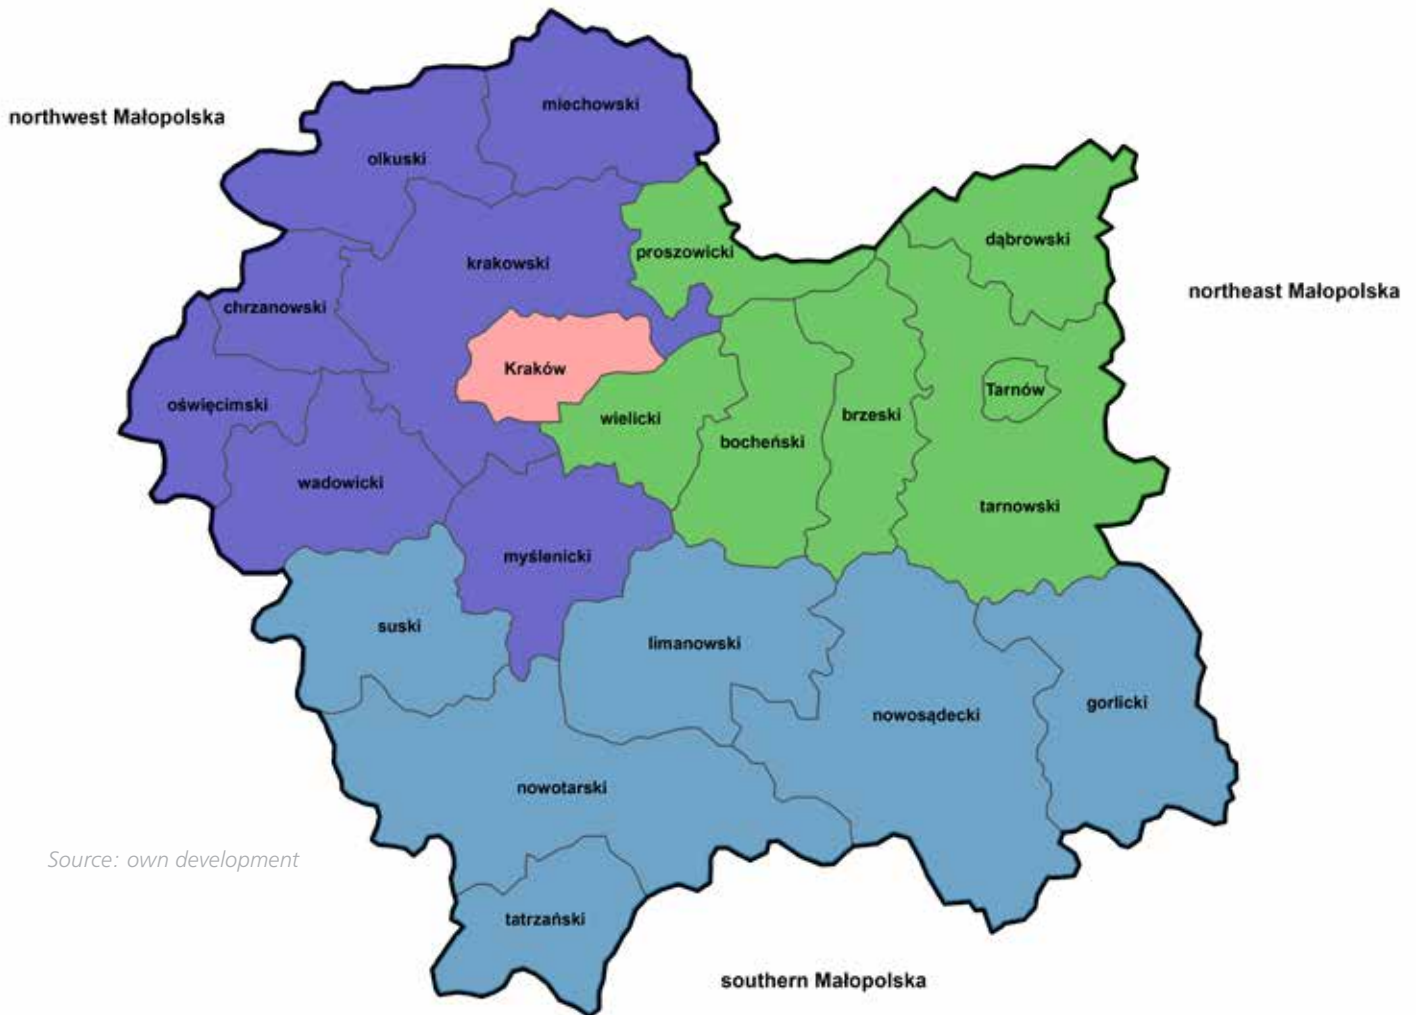 miechowski
northwest Małopolska
olkuski
dąbrowski
proszowicki
krakowski
northeast Małopolska
chrzanowski
Kraków
Tarnów
oświęcimski
wielicki
brzeski
bocheński
wadowicki
tarnowski
myślenicki
suski
limanowski
gorlicki
nowosądecki
nowotarski
Source: own development
tatrzański
southern Małopolska